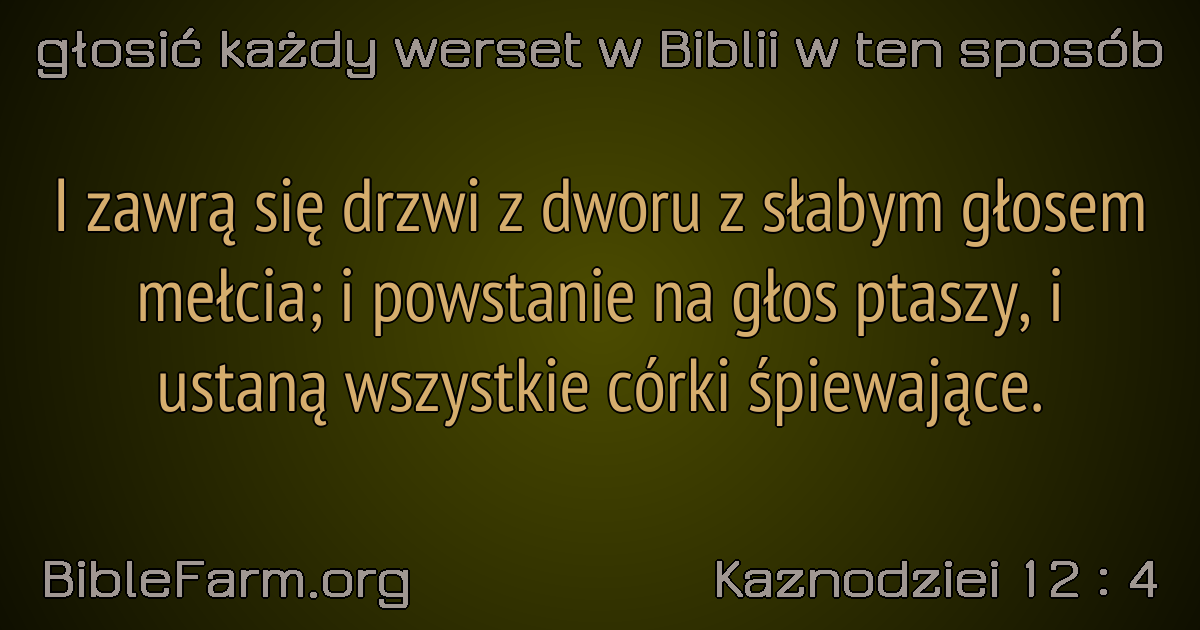 głosić każdy werset w Biblii w ten sposób
I zawrą się drzwi z dworu z słabym głosem
mełcia; i powstanie na głos ptaszy, i
ustaną wszystkie córki śpiewające.
BibleFarm.org
Kaznodziei 12 : 4